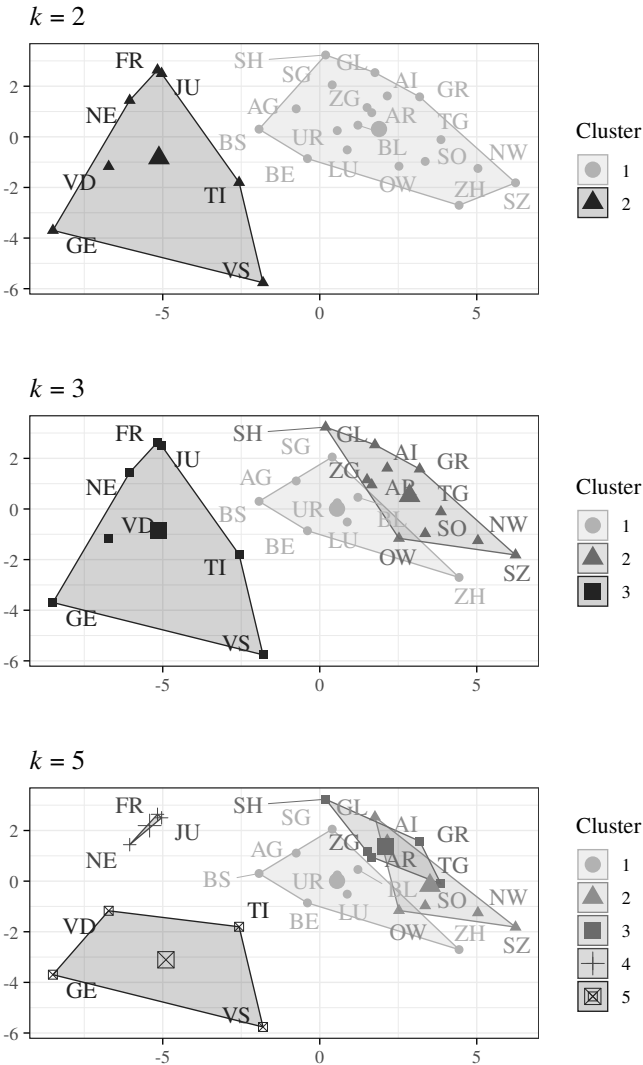 k = 2
FR
SH
GL
SG
AI
JU
GR
ZG
NE
AG
AR
TG
BS
UR
BL
NW
SO
VD
BE
LU
OW
ZH
TI
SZ
GE
VS
2
0
-2
-4
-6
-5
0
5
Cluster
1
2
k = 3
FR
SH
GL
SG
AI
JU
GR
ZG
NE
AG
AR
TG
BS
UR
BL
NW
VD
SO
BE
LU
OW
TI
SZ
ZH
GE
VS
2
0
-2
-4
-6
-5
0
5
Cluster
1
2
3
k = 5
FR
SH
GL
SG
AI
JU
GR
ZG
NE
AG
AR
TG
BS
UR
BL
NW
SO
TI
BE
LU
VD
OW
ZH
SZ
GE
VS
2
0
-2
-4
-6
-5
0
5
Cluster
1
2
3
4
5